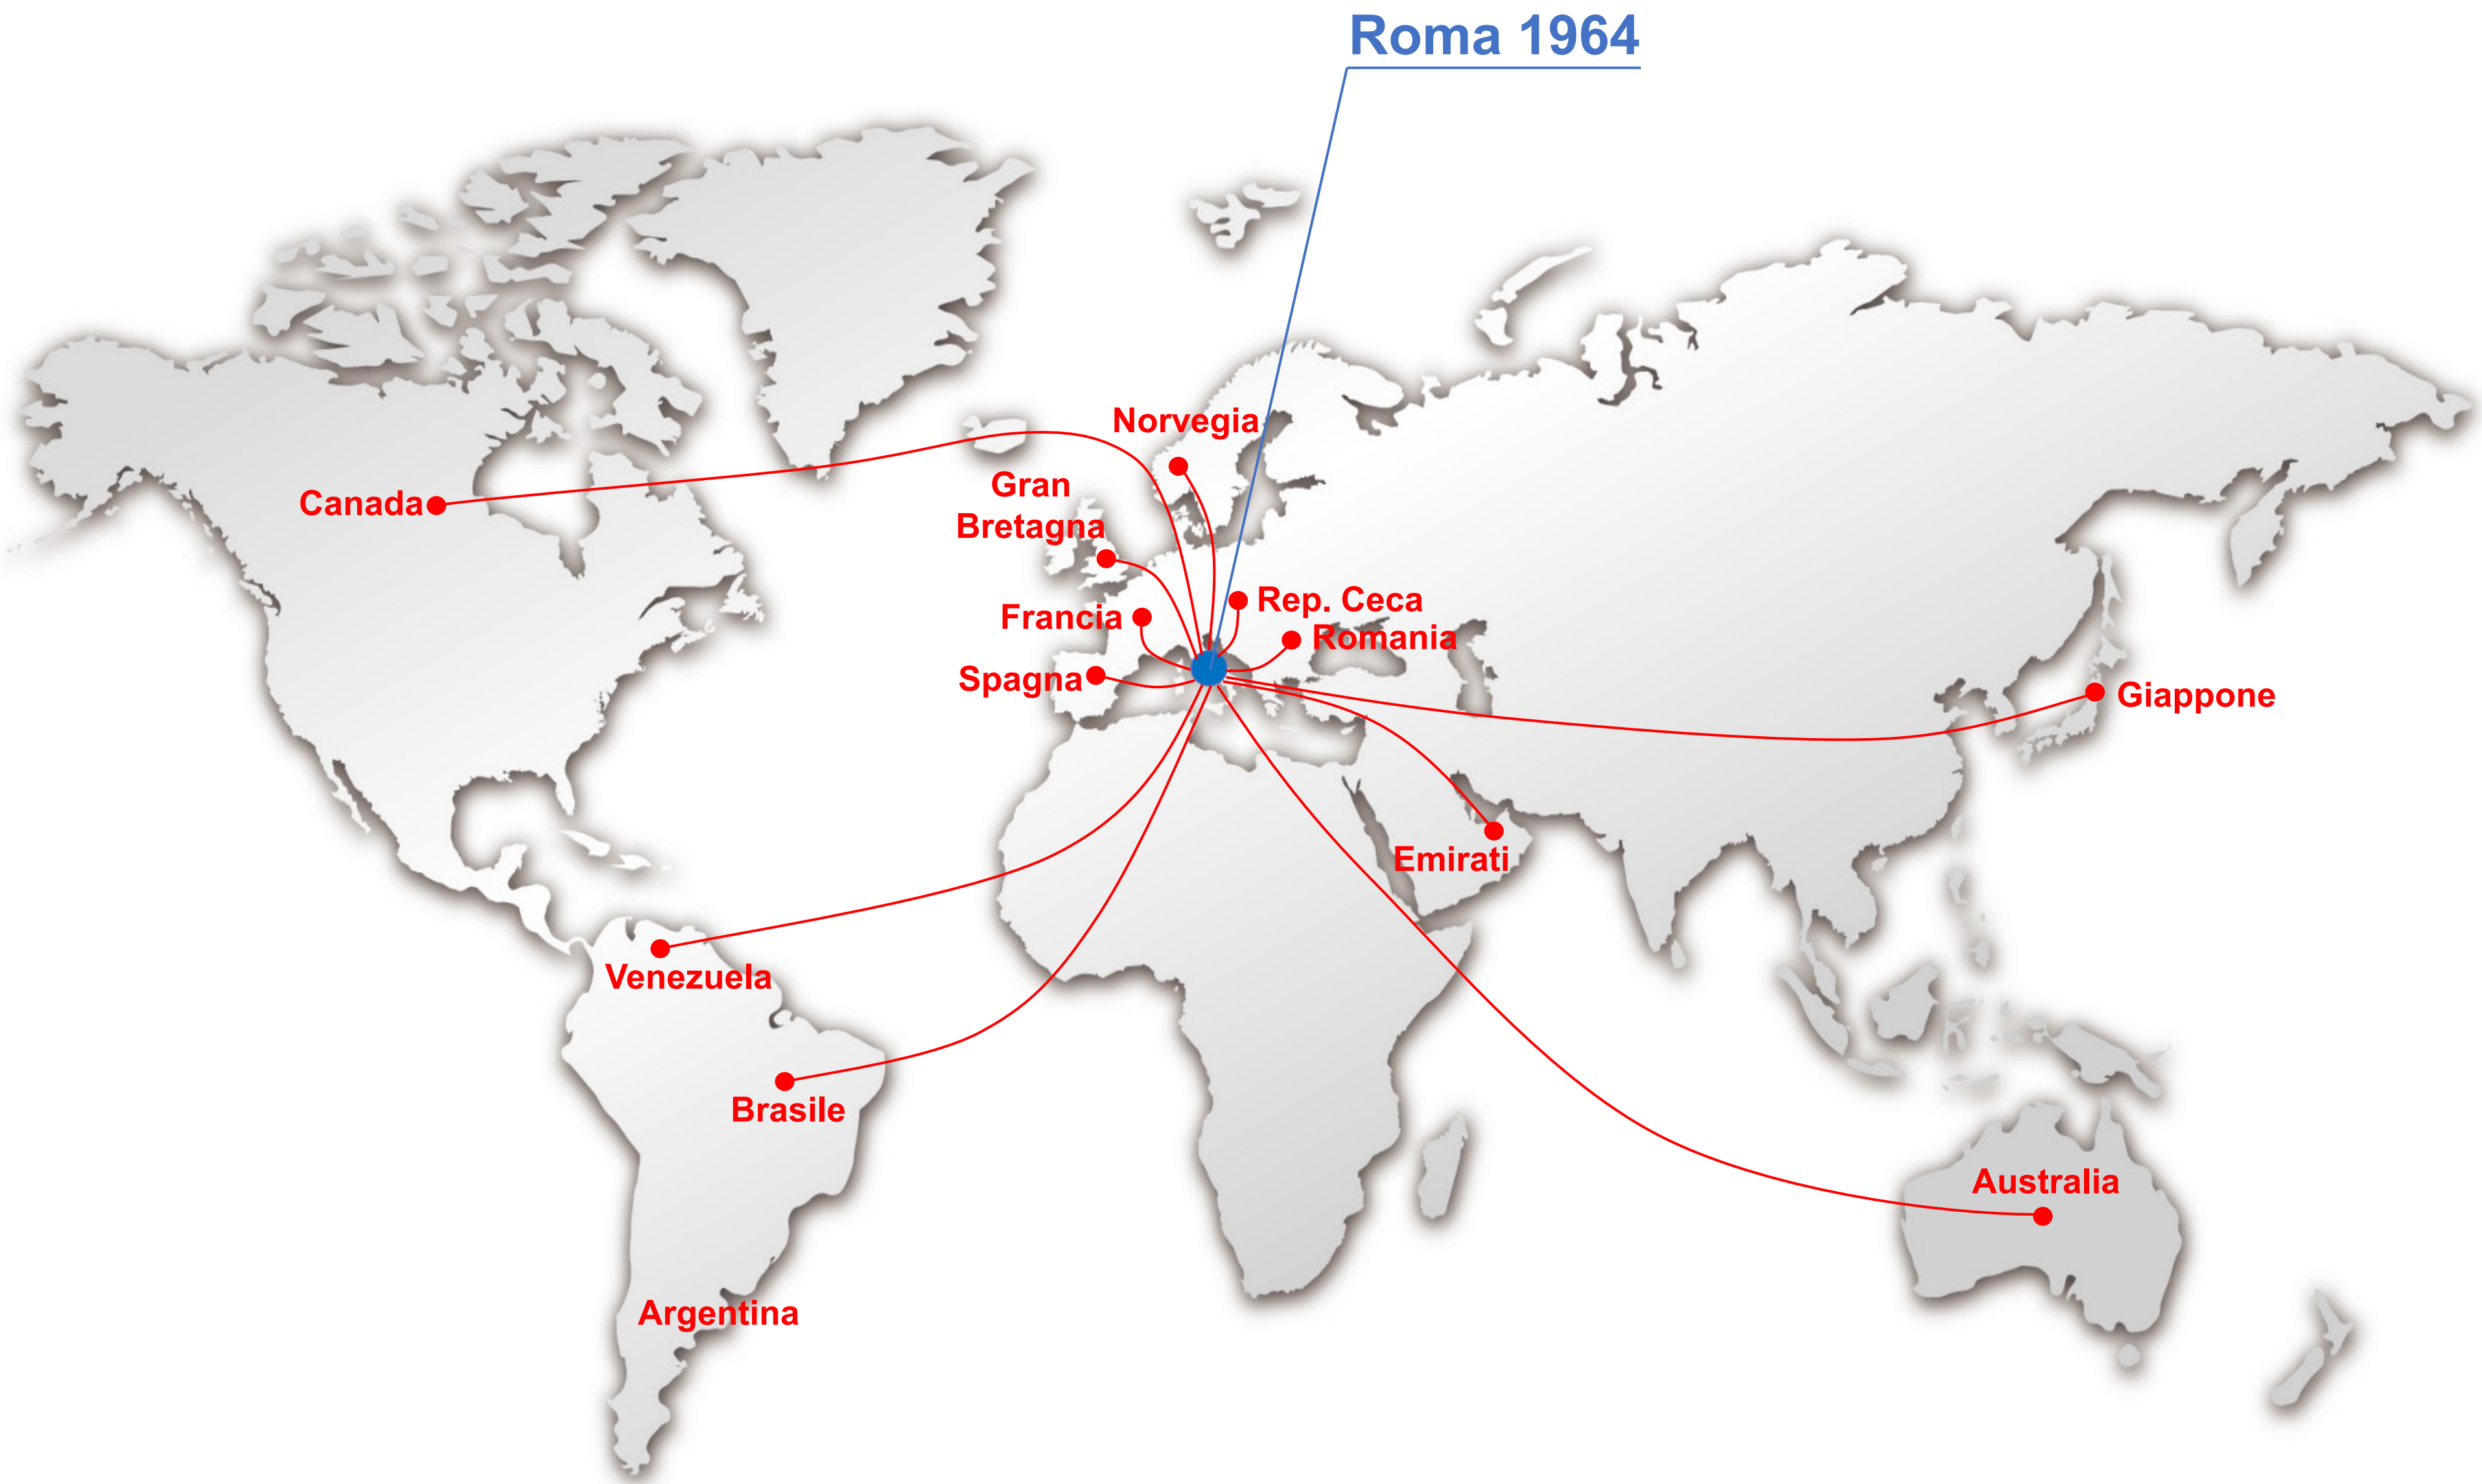 Roma 1964
Norvegia
Gran
Bretagna
Canada
Rep. Ceca
Francia
Romania
Spagna
Giappone
Emirati
Venezuela
Brasile
Australia
Argentina